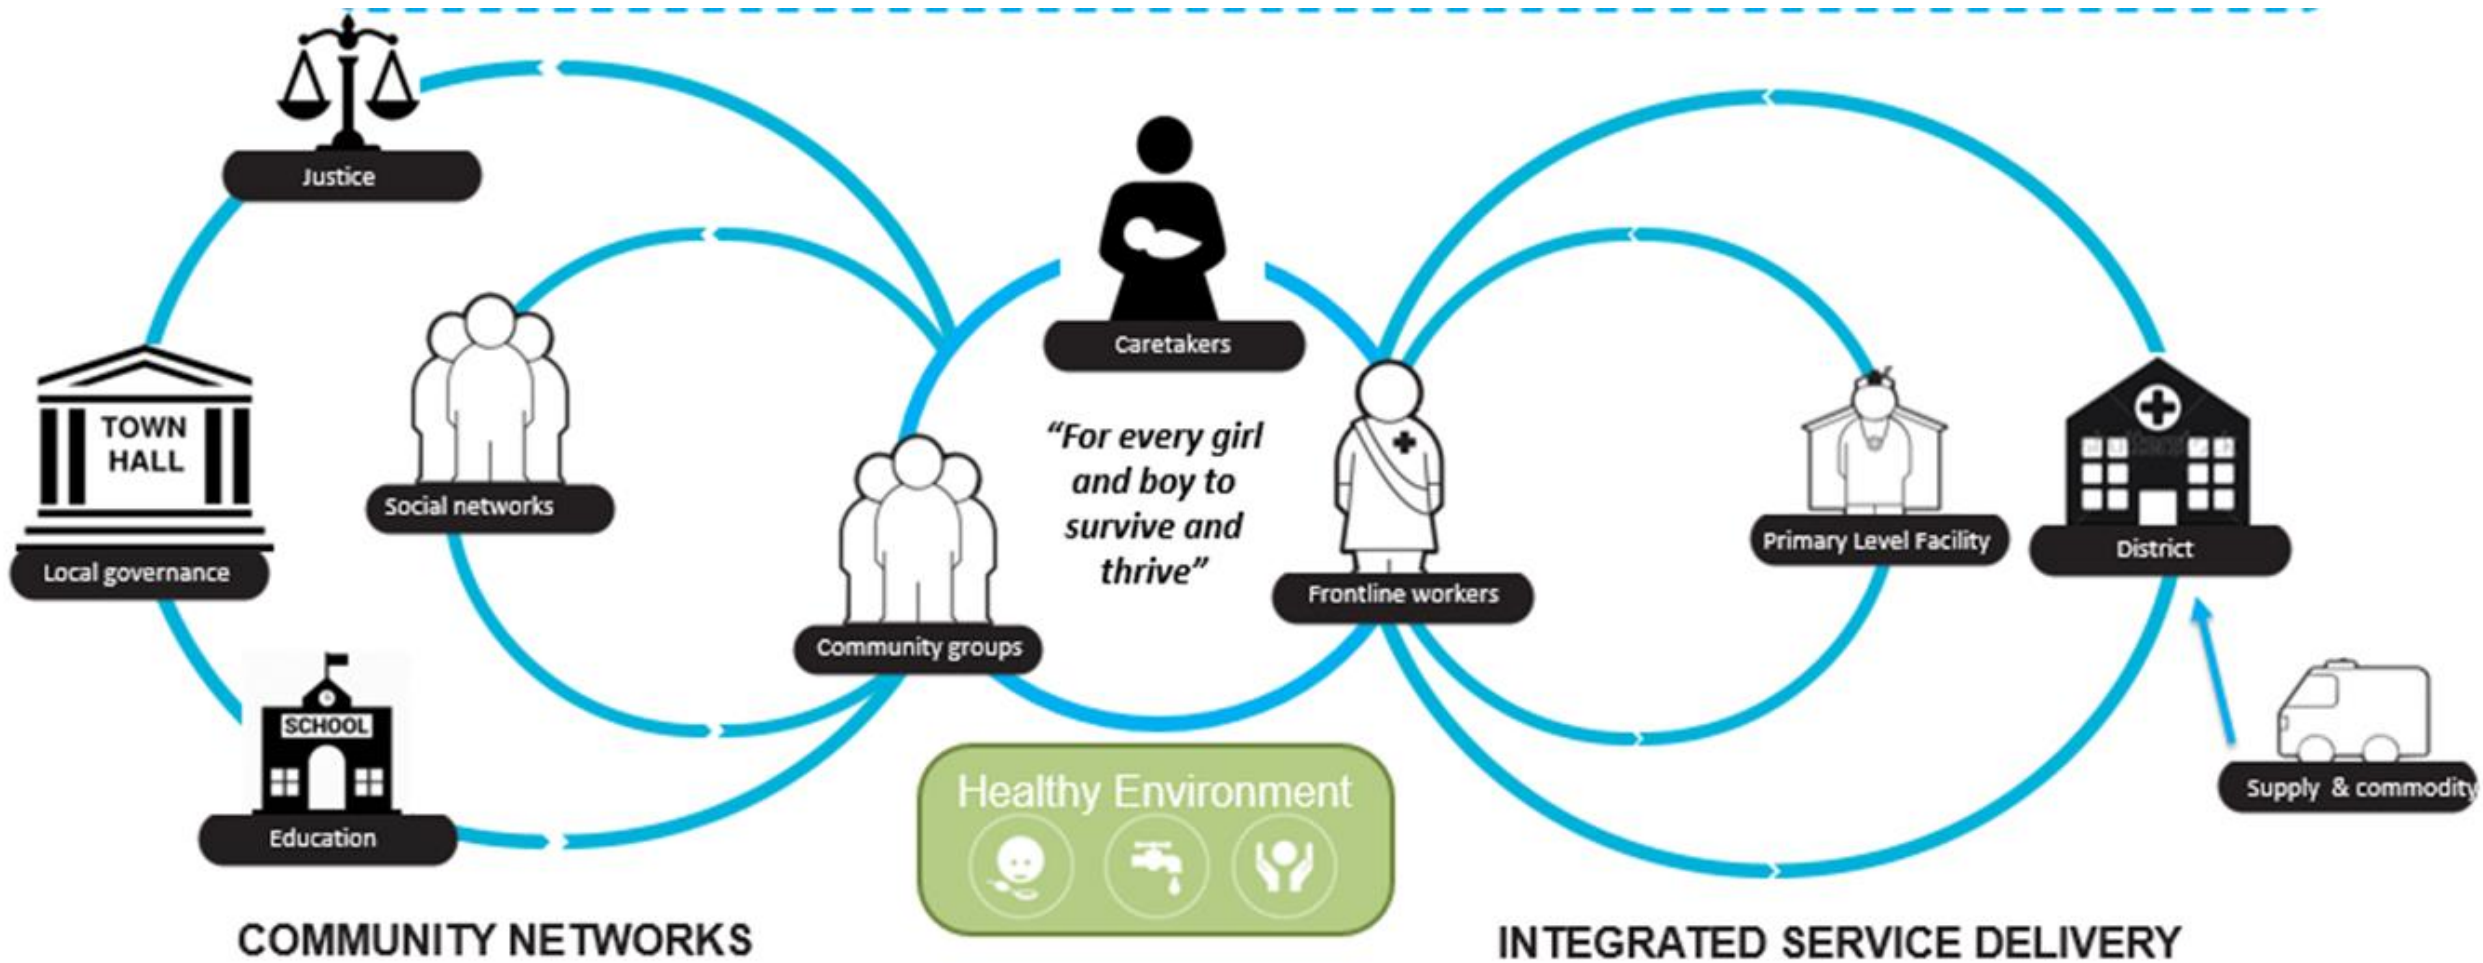 Justice
Caretakers
TOWN
HALL
Local governance
Social networks
Community groups
"For every girl
and boy to
survive and
thrive"
Frontline workers
Primary Level Facility
District
Supply & commodity
SCHOOL
Education
Healthy Environment
COMMUNITY NETWORKS
INTEGRATED SERVICE DELIVERY